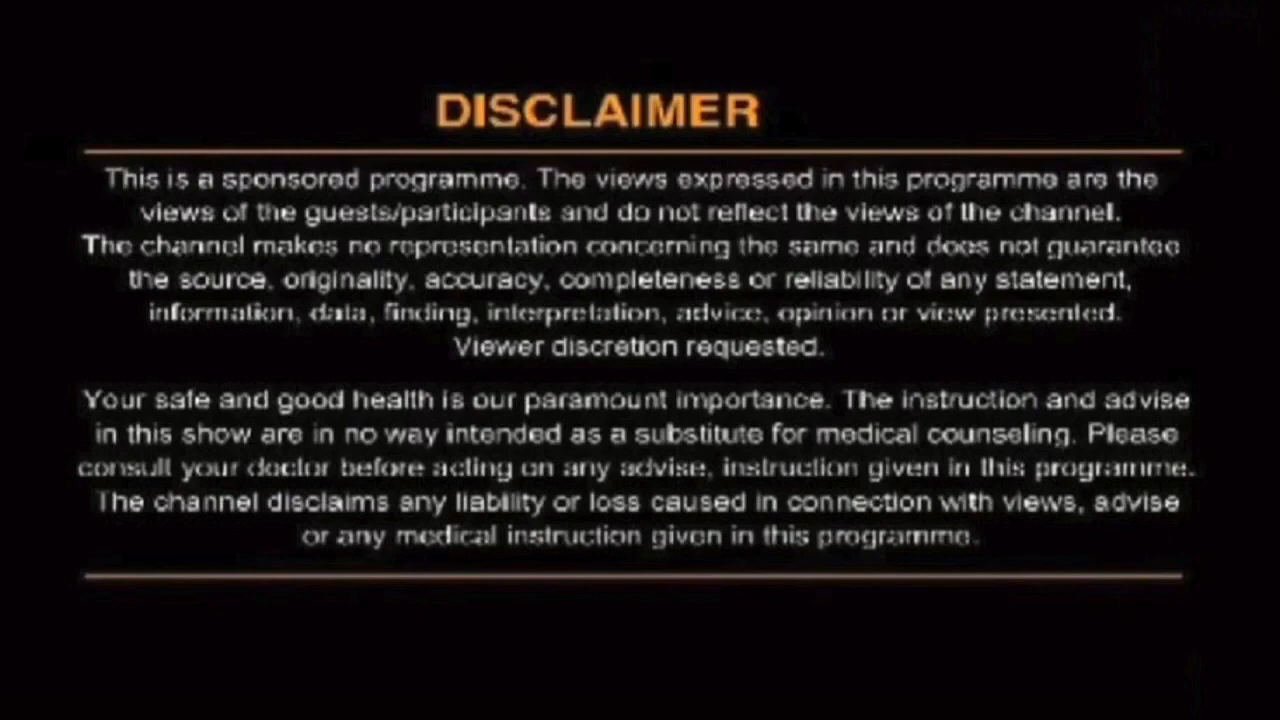 DISCLAIMER
This is a sponsored programme. The views expressed in this programme are the
views of the guests/participants and do not reflect the views of the channel.
The channel makes no representation concerning the same and does not guarantee
the source, originality, accuracy, completeness or reliability of any statement,
information, data, finding, interpretation, advice, opinion or view presented.
Viewer discretion requested.
Your safe and good health is our paramount importance. The instruction and advise
in this show are in no way intended as a substitute for medical counseling. Please
consult your doctor before acting on any advise, instruction given in this programme.
The channel disclaims any liability or loss caused in connection with views, advise
or any medical instruction given in this programme.